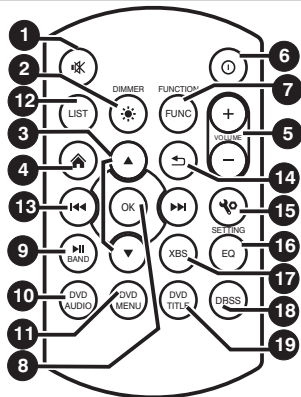 1
2
DIMMER
FUNCTION
6
7
12
LIST
FUNC
+
3
VOLUME
5
4
−
14
13
OK
15
SETTING
9
BAND
XBS
EQ
16
17
10
DVD
AUDIO
DVD
MENU
DVD
TITLE
DBSS
18
11
8
19